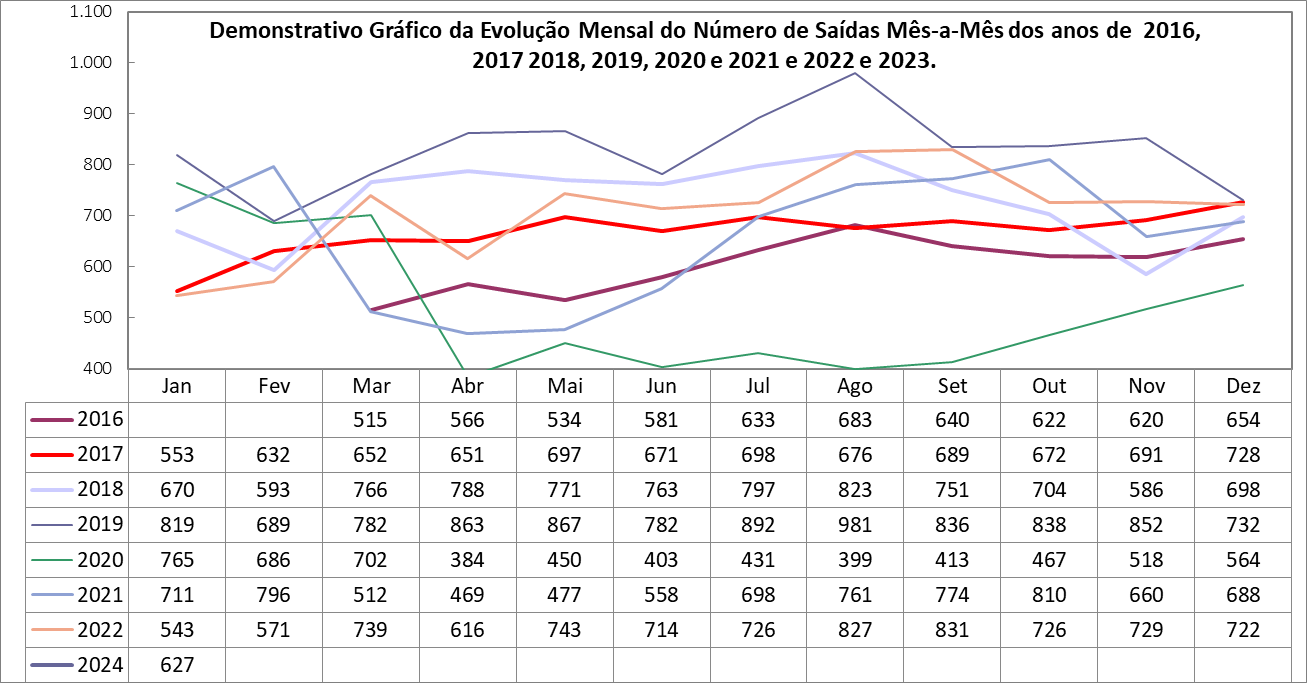 1.100
Demonstrativo Gráfico da Evolução Mensal do Número de Saídas Mês-a-Mês dos anos de 2016,
2017 2018, 2019, 2020 e 2021 e 2022 e 2023.
1.000
900
800
700
600
500
400
Jan Fev Mar Abr Mai Jun Jul Ago Set Out Nov Dez
2016 515 566 534 581 633 683 640 622 620 654
2017 553 632 652 651 697 671 698 676 689 672 691 728
2018 670 593 766 788 771 763 797 823 751 704 586 698
2019 819 689 782 863 867 782 892 981 836 838 852 732
2020 765 686 702 384 450 403 431 399 413 467 518 564
2021 711 796 512 469 477 558 698 761 774 810 660 688
2022 543 571 739 616 743 714 726 827 831 726 729 722
2024 627